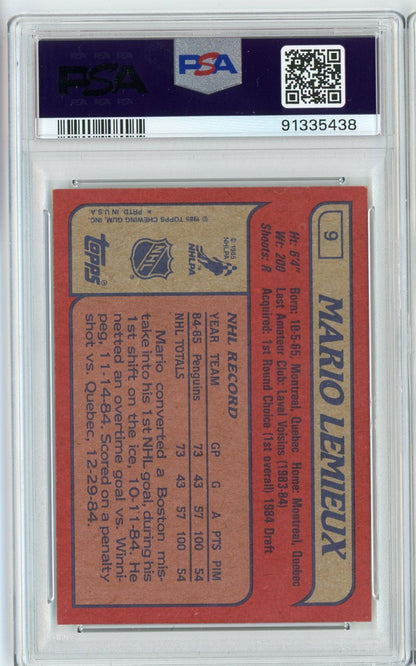 PSA
PSA
91335438
9
MARIO LEMIEUX
Ht: 6'4" Born: 10-5-65, Montreal, Quebec Home: Montreal, Quebec
Wt: 200 Last Amateur Club: Laval Voisins (1983-84)
Shoots: R Acquired: 1st Round Choice (1st overall) 1984 Draft
NHL RECORD
YEAR TEAM GP G A PTS PIM
84-85 Penguins 73 43 57 100 54
NHL TOTALS 73 43 57 100 54
Mario converted a Boston mis-
take into his 1st NHL goal, during his
1st shift on the ice, 10-11-84. He
netted an overtime goal vs. Winni-
peg, 11-14-84. Scored on a penalty
shot vs. Quebec, 12-29-84.
© 1985
NHLPA
NHLPA
NHL
topps®
© 1985 TOPPS CHEWING GUM, INC.
* PRTD. IN U.S.A.